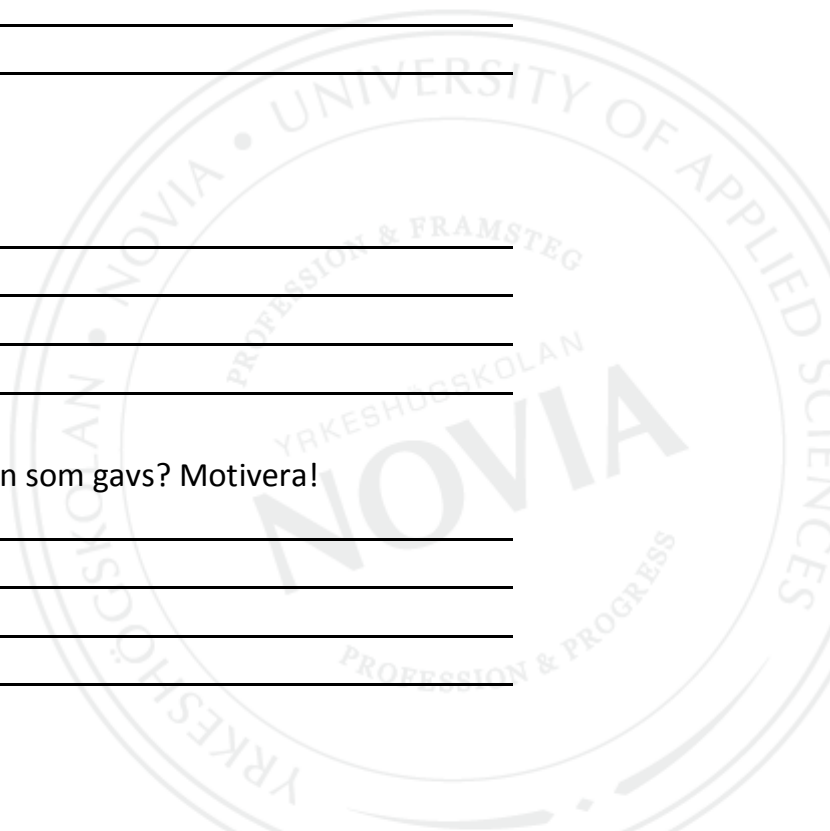 YRKESHÖGSKOLAN • NOVIA • UNIVERSITY OF APPLIED SCIENCES
PROFESSION & FRAMSTEG
YRKESHÖGSKOLAN
NOVIA
n som gavs? Motivera!
PROFESSION & PROGRESS